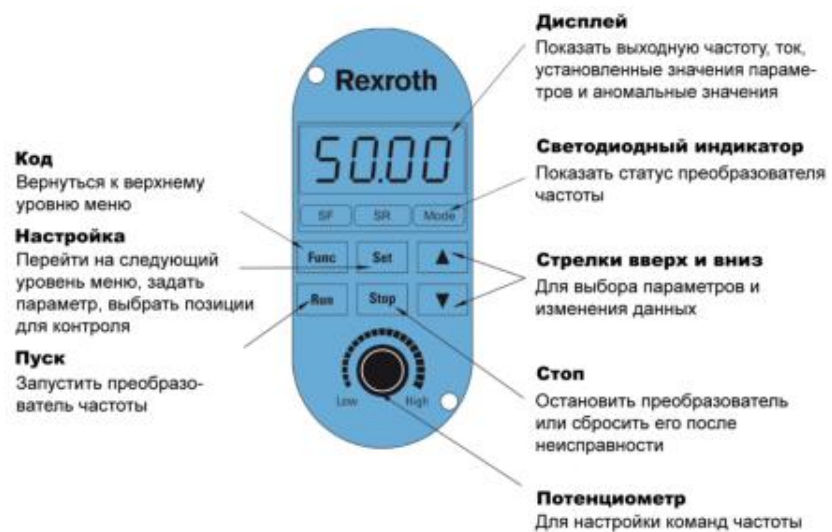 Дисплей
Показать выходную частоту, ток,
установленные значения параме-
тров и аномальные значения
Rexroth
50.00
Светодиодный индикатор
Показать статус преобразователя
частоты
Код
Вернуться к верхнему
уровню меню
SF SR Mode
Настройка
Перейти на следующий
уровень меню, задать
параметр, выбрать позиции
для контроля
Func Set ▲
Стрелки вверх и вниз
Для выбора параметров и
изменения данных
Run Stop ▼
Пуск
Запустить преобразо-
ватель частоты
Low High
Стоп
Остановить преобразователь
или сбросить его после
неисправности
Потенциометр
Для настройки команд частоты